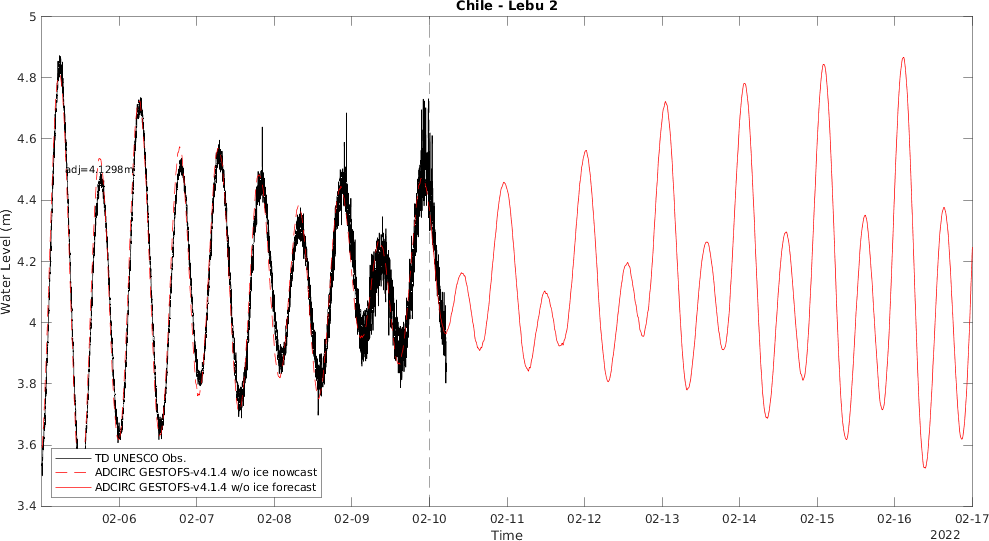 Chile - Lebu 2
5
4.8
4.6
4.4
4.2
4
3.8
3.6
3.4
Water Level (m)
adj=4.1298m
TD UNESCO Obs.
ADCIRC GESTOFS-v4.1.4 w/o ice nowcast
ADCIRC GESTOFS-v4.1.4 w/o ice forecast
02-06 02-07 02-08 02-09 02-10 02-11 02-12 02-13 02-14 02-15 02-16 02-17
Time
2022